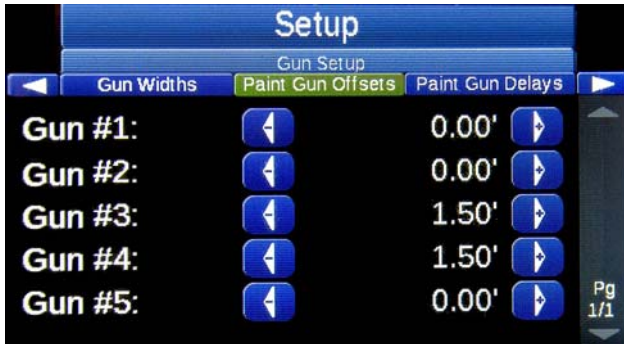 Setup
Gun Setup
Gun Widths Paint Gun Offsets Paint Gun Delays
Gun #1: - 0.00' +
Gun #2: - 0.00' +
Gun #3: - 1.50' +
Gun #4: - 1.50' +
Gun #5: - 0.00' +
Pg
1/1